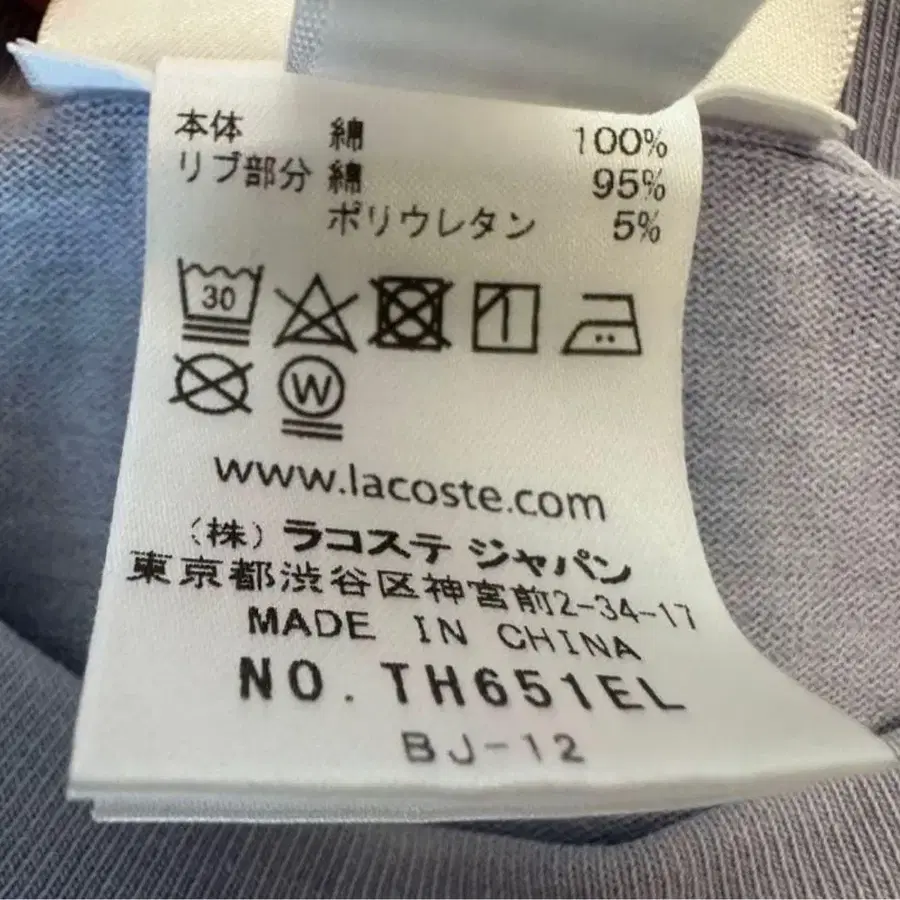 本体 綿 100%
リブ部分 綿 95%
ポリウレタン 5%
30
W
www.lacoste.com
(株) ラコステ ジャパン
東京都渋谷区神宮前2-34-17
MADE IN CHINA
NO. TH651EL
BJ-12